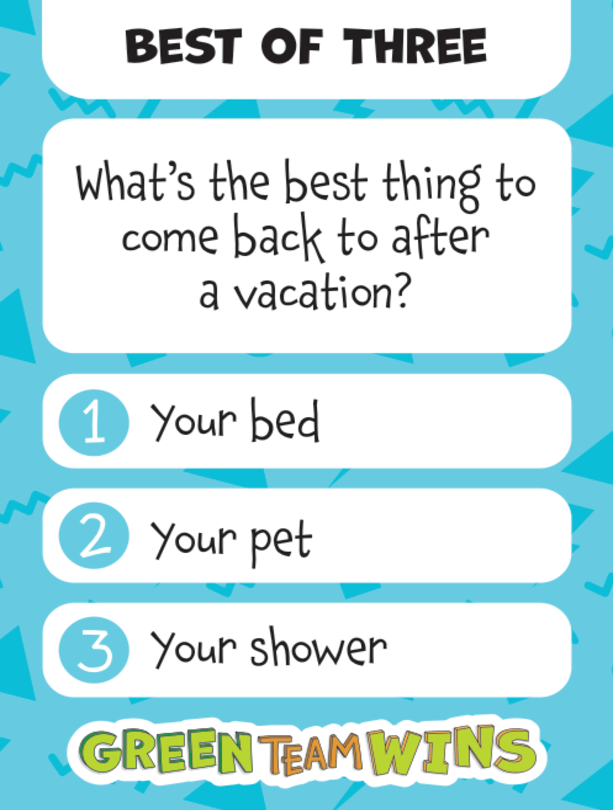 BEST OF THREE
What's the best thing to
come back to after
a vacation?
1 Your bed
2 Your pet
3 Your shower
GREEN TEAM WINS